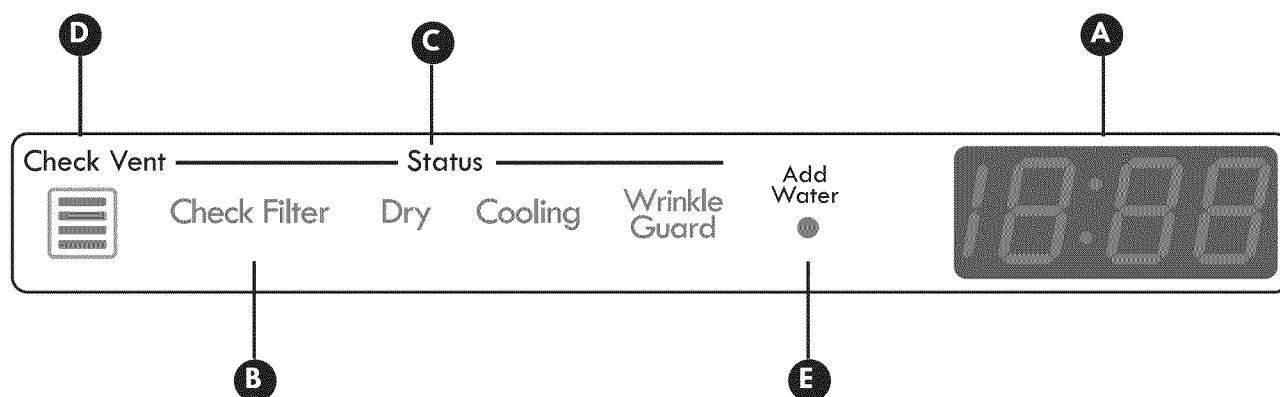 D
C
A
Check Vent
Status
Check Filter
Dry
Cooling
Wrinkle
Guard
Add
Water
18:88
B
E